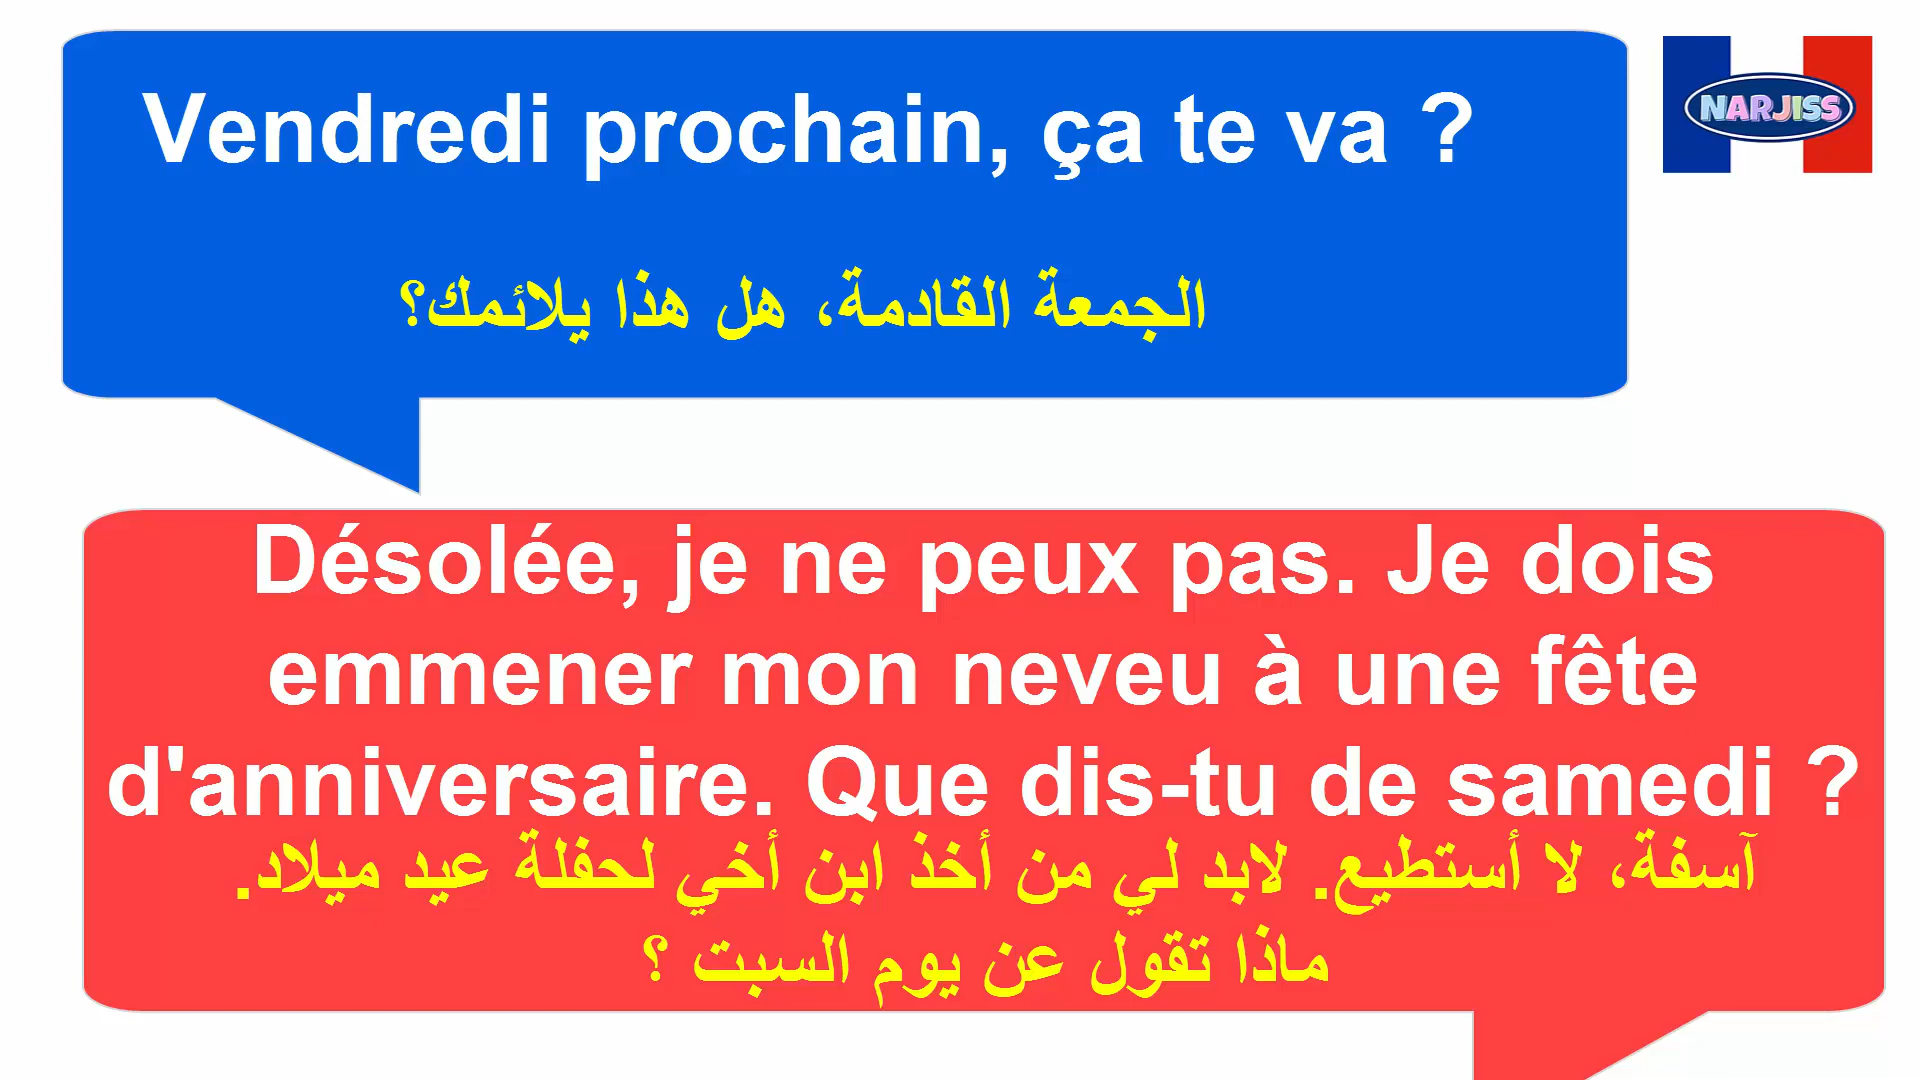 Vendredi prochain, ça te va ?
NARJISS
الجمعة القادمة، هل هذا يلائمك؟
Désolée, je ne peux pas. Je dois
emmener mon neveu à une fête
d'anniversaire. Que dis-tu de samedi ?
آسفة، لا أستطيع. لابد لي من أخذ ابن أخي لحفلة عيد ميلاد.
ماذا تقول عن يوم السبت ؟